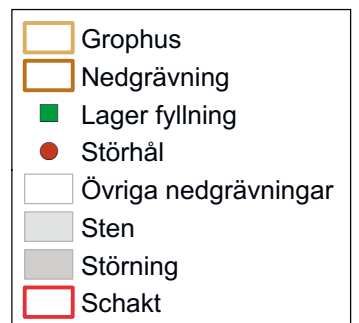 Grophus
Nedgrävning
Lager fyllning
Störhål
Övriga nedgrävningar
Sten
Störning
Schakt